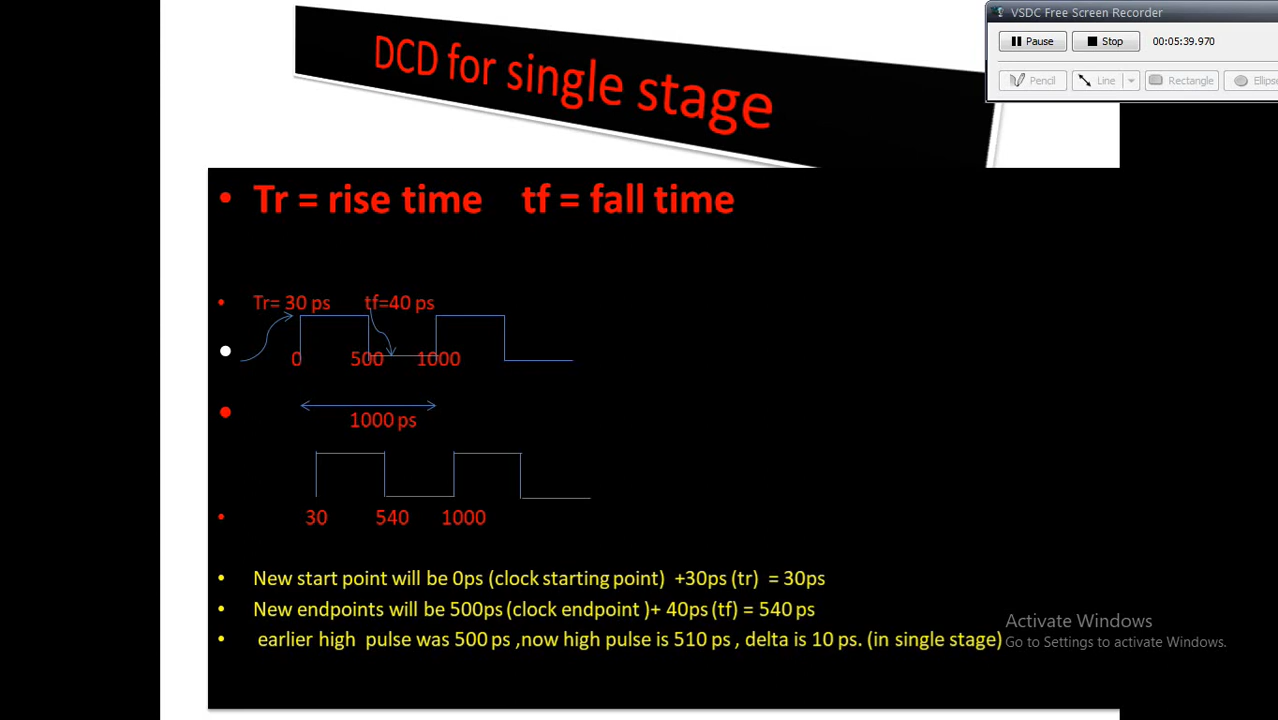 VSDC Free Screen Recorder
Pause Stop 00:05:39.970
Pencil Line Rectangle Ellips
DCD for single stage
• Tr = rise time tf = fall time
• Tr= 30 ps tf=40 ps
0 500 1000
1000 ps
• 30 540 1000
• New start point will be 0ps (clock starting point) +30ps (tr) = 30ps
• New endpoints will be 500ps (clock endpoint )+ 40ps (tf) = 540 ps
• earlier high pulse was 500 ps ,now high pulse is 510 ps , delta is 10 ps. (in single stage)
Activate Windows
Go to Settings to activate Windows.